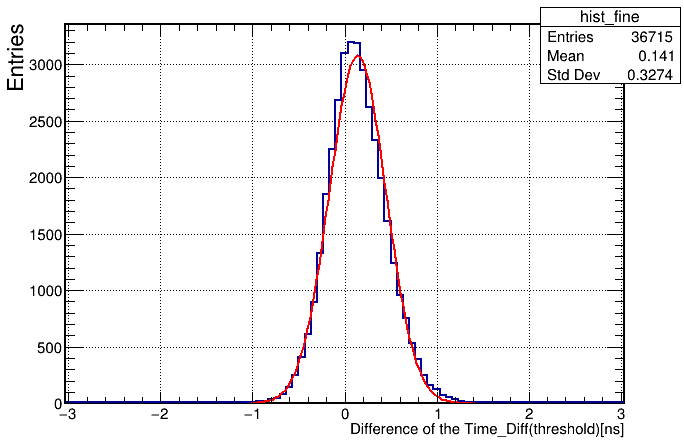 hist_fine
Entries 36715
Mean 0.141
Std Dev 0.3274
Entries
3000
2500
2000
1500
1000
500
0
−3 −2 −1 0 1 2 3
Difference of the Time_Diff(threshold)[ns]